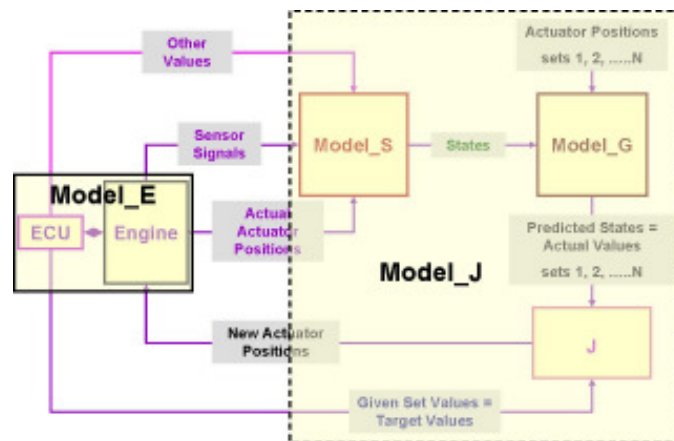 Other
Values
Actuator Positions
sets 1, 2, .....N
Sensor
Signals
Model_S
States
Model_G
Model_E
ECU
Engine
Actual
Actuator
Positions
Predicted States =
Actual Values
sets 1, 2, .....N
Model_J
New Actuator
Positions
J
Given Set Values =
Target Values